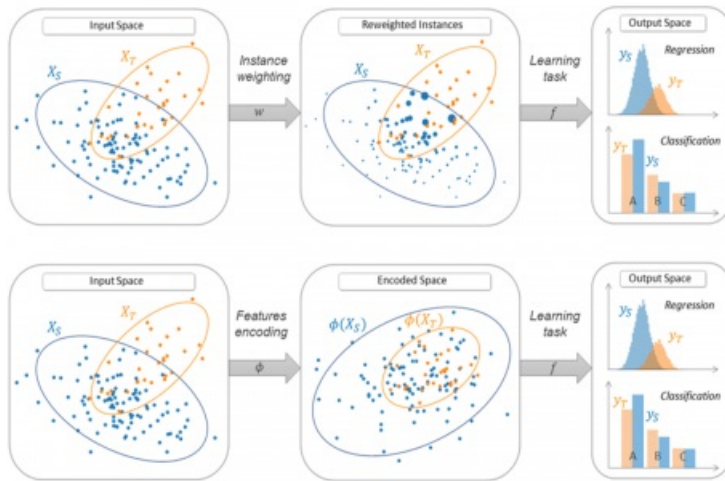 Input Space
Reweighted Instances
Output Space
X_S
X_T
Instance
weighting
w
X_S
X_T
Learning
task
f
y_S
Regression
y_T
Classification
y_T
y_S
A
B
C
Input Space
Encoded Space
Output Space
X_S
X_T
Features
encoding
ϕ
ϕ(X_S)
ϕ(X_T)
Learning
task
f
y_S
Regression
y_T
Classification
y_T
y_S
A
B
C